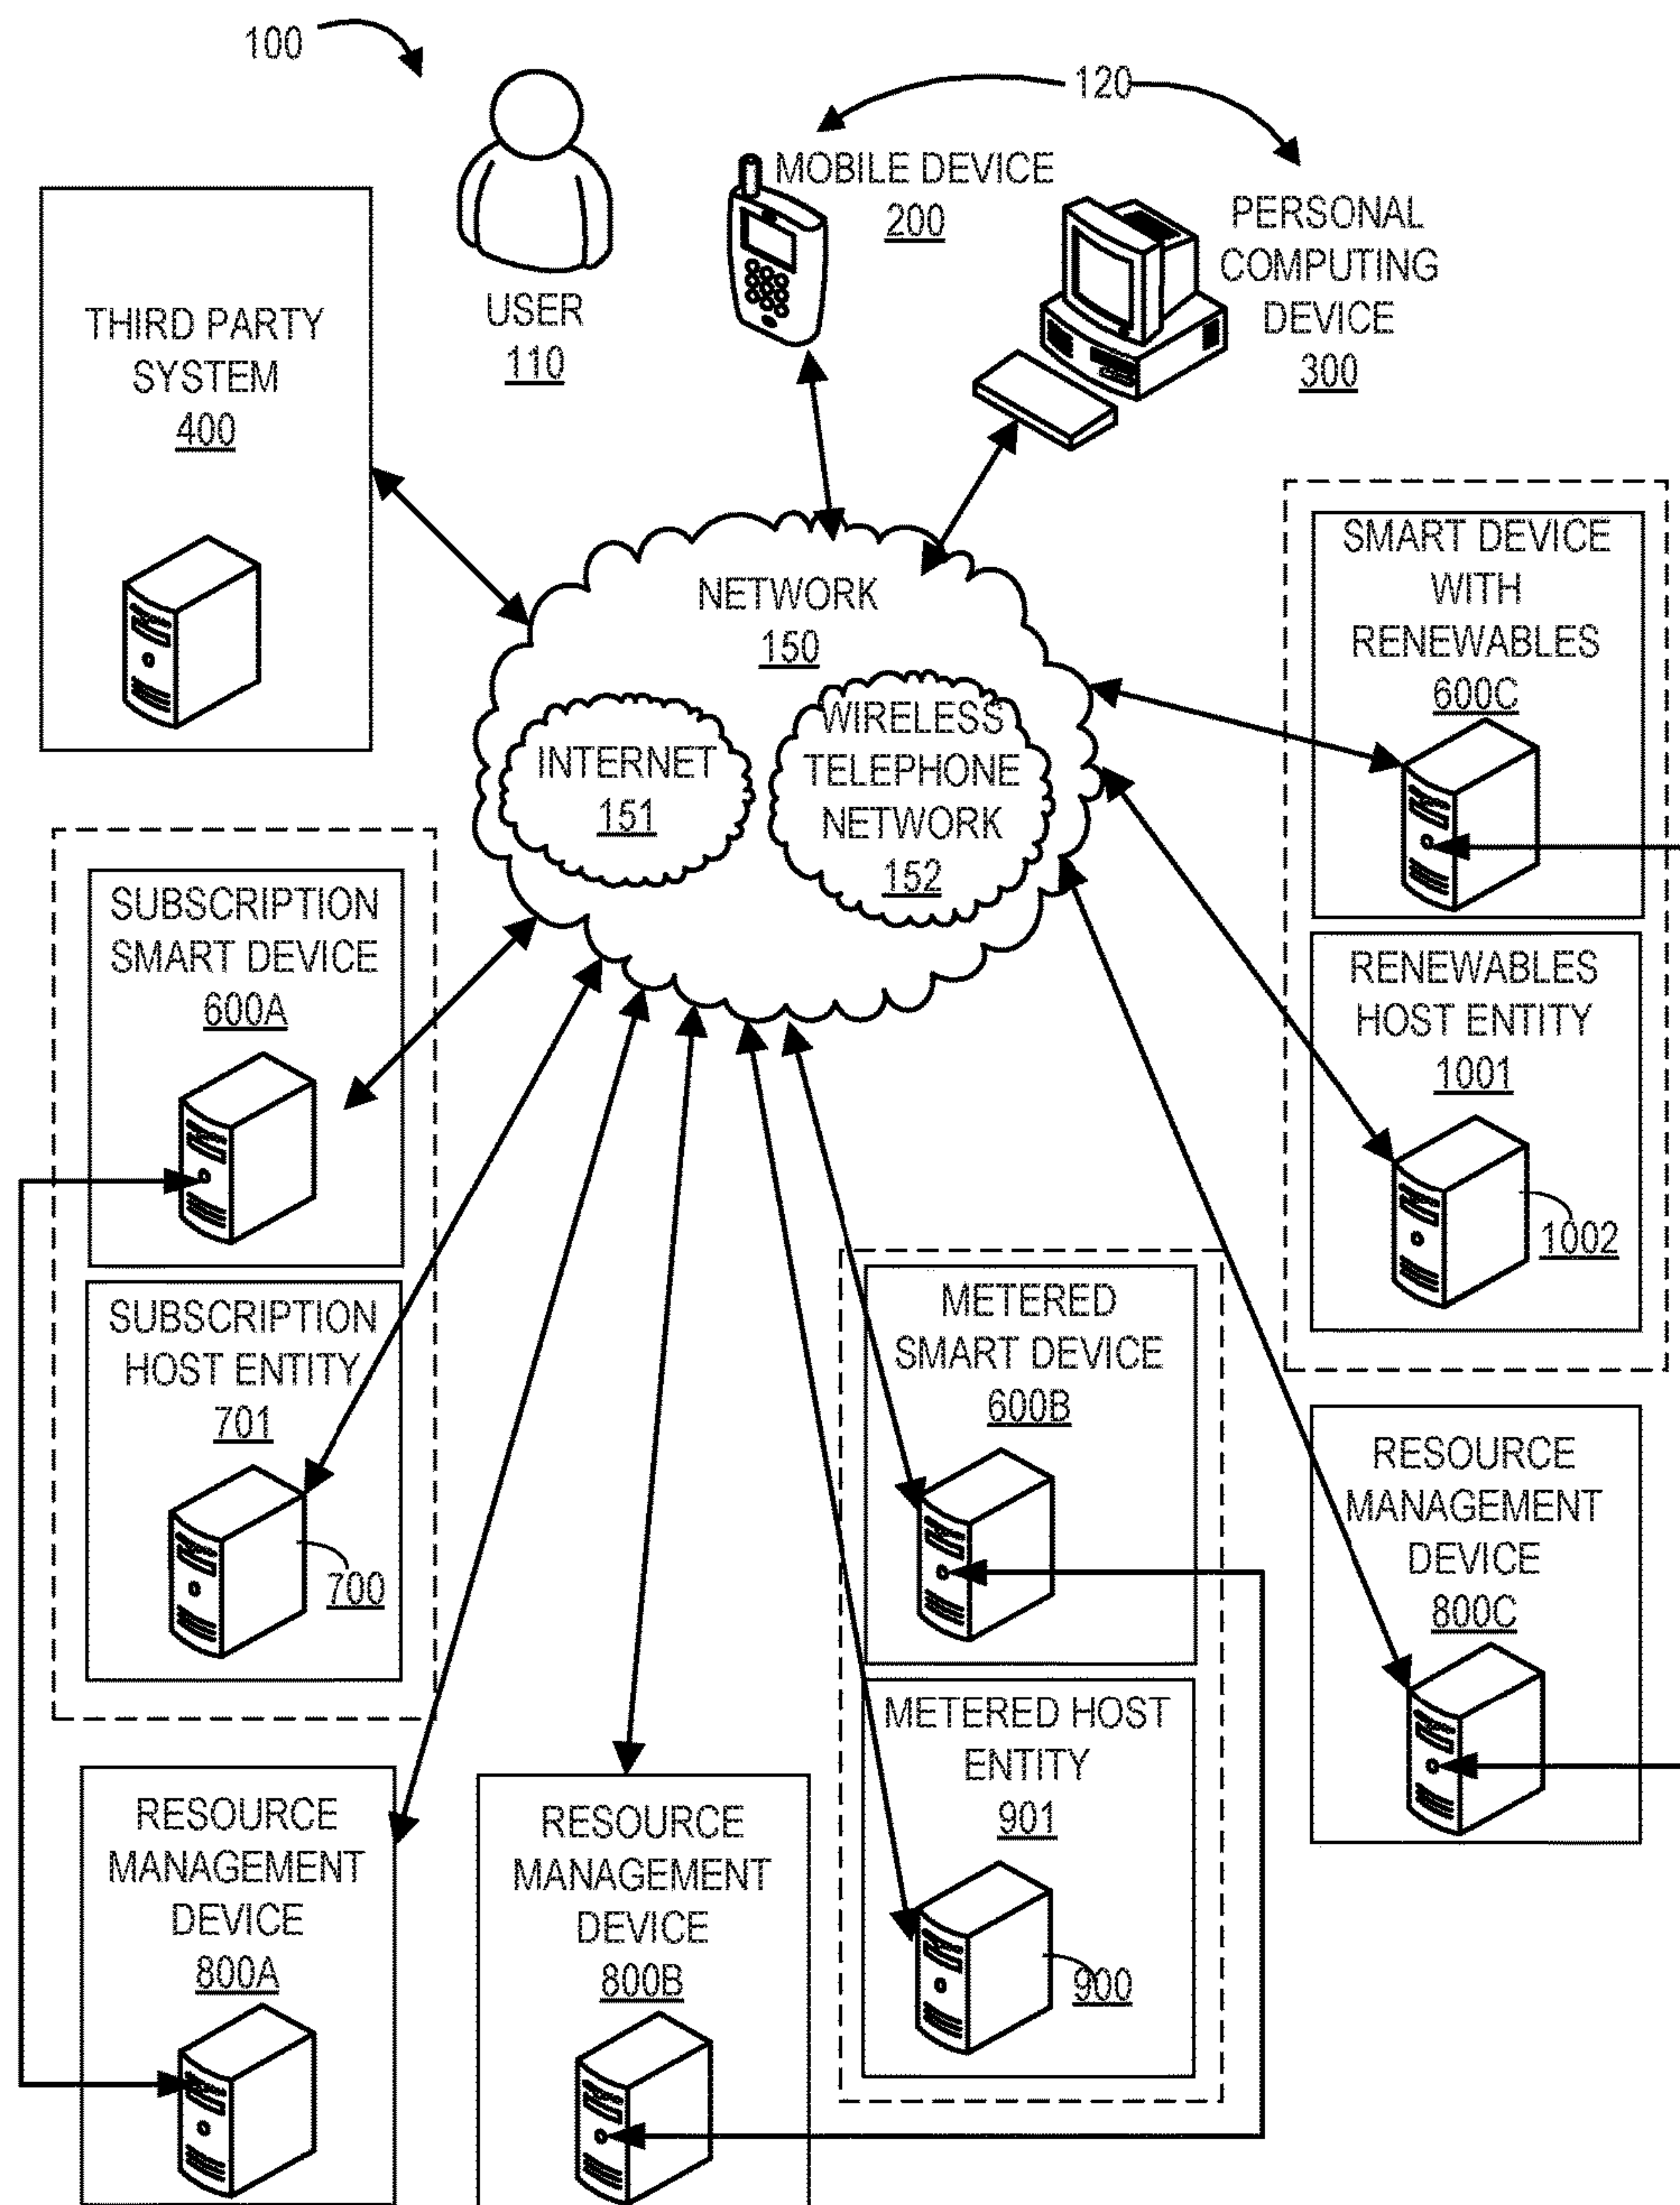 100
120
MOBILE DEVICE
200
PERSONAL
COMPUTING
DEVICE
300
USER
110
THIRD PARTY
SYSTEM
400
NETWORK
150
INTERNET
151
WIRELESS
TELEPHONE
NETWORK
152
SMART DEVICE
WITH
RENEWABLES
600C
RENEWABLES
HOST ENTITY
1001
1002
SUBSCRIPTION
SMART DEVICE
600A
SUBSCRIPTION
HOST ENTITY
701
700
METERED
SMART DEVICE
600B
METERED HOST
ENTITY
901
900
RESOURCE
MANAGEMENT
DEVICE
800C
RESOURCE
MANAGEMENT
DEVICE
800A
RESOURCE
MANAGEMENT
DEVICE
800B